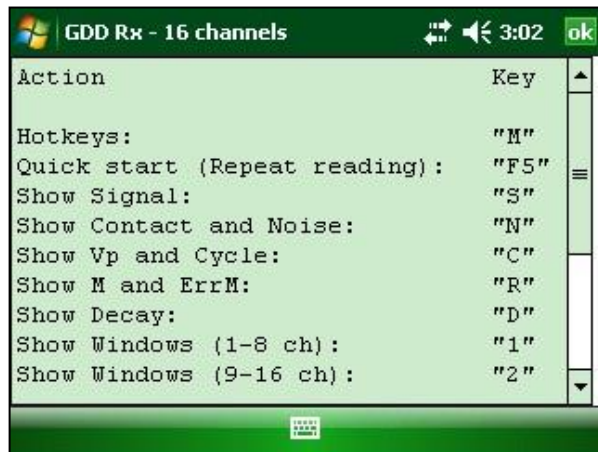 GDD Rx - 16 channels 3:02 ok
Action Key
Hotkeys: "M"
Quick start (Repeat reading): "F5"
Show Signal: "S"
Show Contact and Noise: "N"
Show Vp and Cycle: "C"
Show M and ErrM: "R"
Show Decay: "D"
Show Windows (1-8 ch): "1"
Show Windows (9-16 ch): "2"